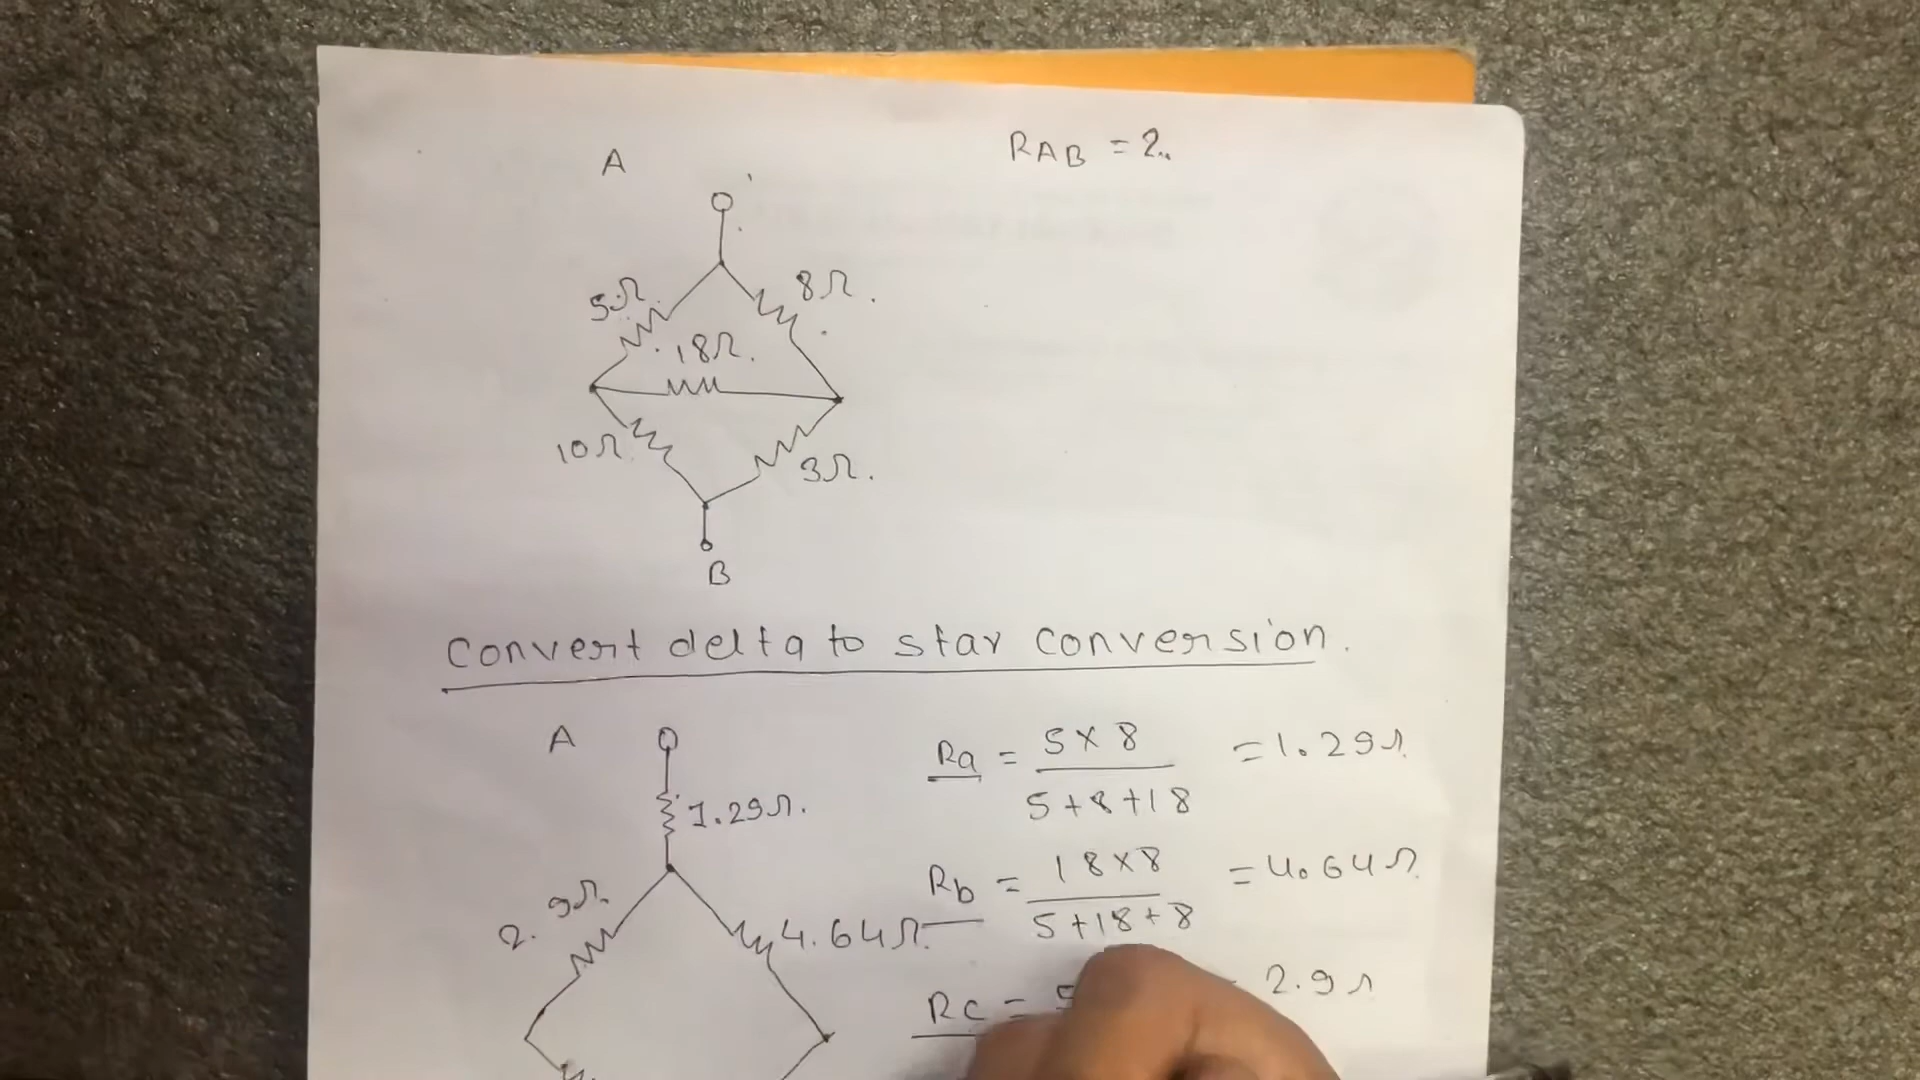 A
RAB = 2..
5Ω
8Ω.
18Ω.
10Ω
3Ω.
B
Convert delta to star conversion.
A
1.29Ω.
2.9Ω.
4.64Ω.
Ra = 5 × 8 / 5+8+18 = 1.29Ω
Rb = 18×8 / 5+18+8 = 4.64Ω
Rc = 2.9Ω